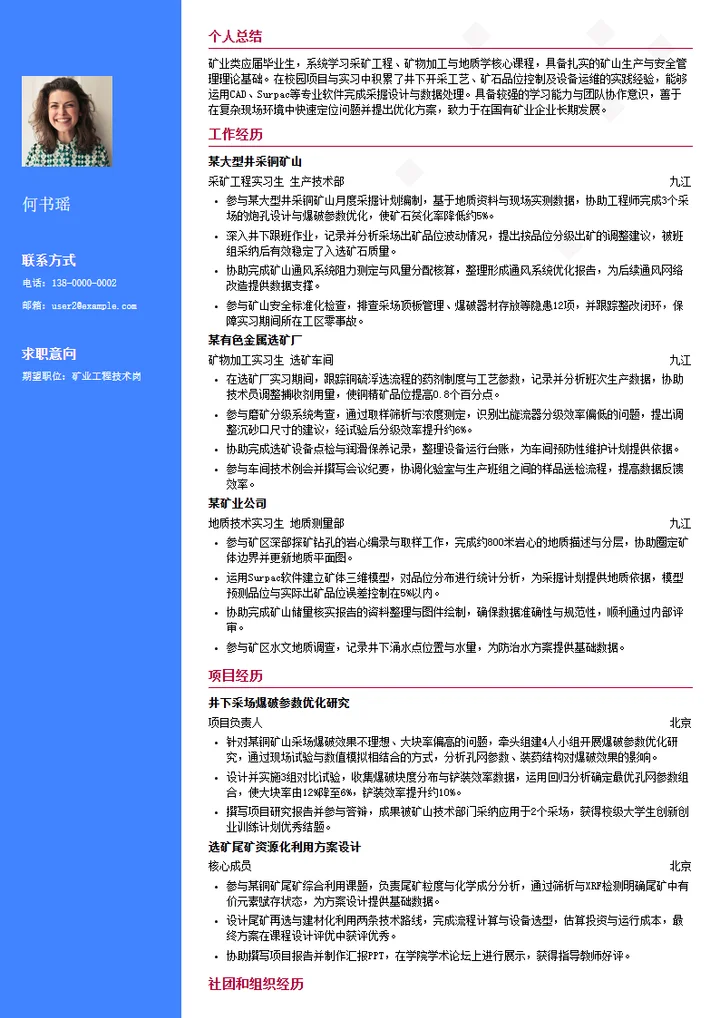 何书瑶
联系方式
电话：138-0000-0002
邮箱：user2@example.com
求职意向
期望职位：矿业工程技术岗
个人总结
矿业类应届毕业生，系统学习采矿工程、矿物加工与地质学核心课程，具备扎实的矿山生产与安全管
理理论基础。在校园项目与实习中积累了井下开采工艺、矿石品位控制及设备运维的实践经验，能够
运用CAD、Surpac等专业软件完成采掘设计与数据处理。具备较强的学习能力与团队协作意识，善于
在复杂现场环境中快速定位问题并提出优化方案，致力于在国有矿业企业长期发展。
工作经历
某大型井采铜矿山
采矿工程实习生 生产技术部 九江
• 参与某大型井采铜矿山月度采掘计划编制，基于地质资料与现场实测数据，协助工程师完成3个采
场的炮孔设计与爆破参数优化，使矿石贫化率降低约5%。
• 深入井下跟班作业，记录并分析采场出矿品位波动情况，提出按品位分级出矿的调整建议，被班
组采纳后有效稳定了入选矿石质量。
• 协助完成矿山通风系统阻力测定与风量分配核算，整理形成通风系统优化报告，为后续通风网络
改造提供数据支撑。
• 参与矿山安全标准化检查，排查采场顶板管理、爆破器材存放等隐患12项，并跟踪整改闭环，保
障实习期间所在工区零事故。
某有色金属选矿厂
矿物加工实习生 选矿车间 九江
• 在选矿厂实习期间，跟踪铜硫浮选流程的药剂制度与工艺参数，记录并分析班次生产数据，协助
技术员调整捕收剂用量，使铜精矿品位提高0.8个百分点。
• 参与磨矿分级系统考查，通过取样筛析与浓度测定，识别出旋流器分级效率偏低的问题，提出调
整沉砂口尺寸的建议，经试验后分级效率提升约6%。
• 协助完成选矿设备点检与润滑保养记录，整理设备运行台账，为车间预防性维护计划提供依据。
• 参与车间技术例会并撰写会议纪要，协调化验室与生产班组之间的样品送检流程，提高数据反馈
效率。
某矿业公司
地质技术实习生 地质测量部 九江
• 参与矿区深部探矿钻孔的岩心编录与取样工作，完成约800米岩心的地质描述与分层，协助圈定矿
体边界并更新地质平面图。
• 运用Surpac软件建立矿体三维模型，对品位分布进行统计分析，为采掘计划提供地质依据，模型
预测品位与实际出矿品位误差控制在5%以内。
• 协助完成矿山储量核实报告的资料整理与图件绘制，确保数据准确性与规范性，顺利通过内部评
审。
• 参与矿区水文地质调查，记录井下涌水点位置与水量，为防治水方案提供基础数据。
项目经历
井下采场爆破参数优化研究
项目负责人 北京
• 针对某铜矿山采场爆破效果不理想、大块率偏高的问题，牵头组建4人小组开展爆破参数优化研
究，通过现场试验与数值模拟相结合的方式，分析孔网参数、装药结构对爆破效果的影响。
• 设计并实施3组对比试验，收集爆破块度分布与铲装效率数据，运用回归分析确定最优孔网参数组
合，使大块率由12%降至6%，铲装效率提升约10%。
• 撰写项目研究报告并参与答辩，成果被矿山技术部门采纳应用于2个采场，获得校级大学生创新创
业训练计划优秀结题。
选矿尾矿资源化利用方案设计
核心成员 北京
• 参与某铜矿尾矿综合利用课题，负责尾矿粒度与化学成分分析，通过筛析与XRF检测明确尾矿中有
价元素赋存状态，为方案设计提供基础数据。
• 设计尾矿再选与建材化利用两条技术路线，完成流程计算与设备选型，估算投资与运行成本，最
终方案在课程设计评优中获评优秀。
• 协助撰写项目报告并制作汇报PPT，在学院学术论坛上进行展示，获得指导教师好评。
社团和组织经历